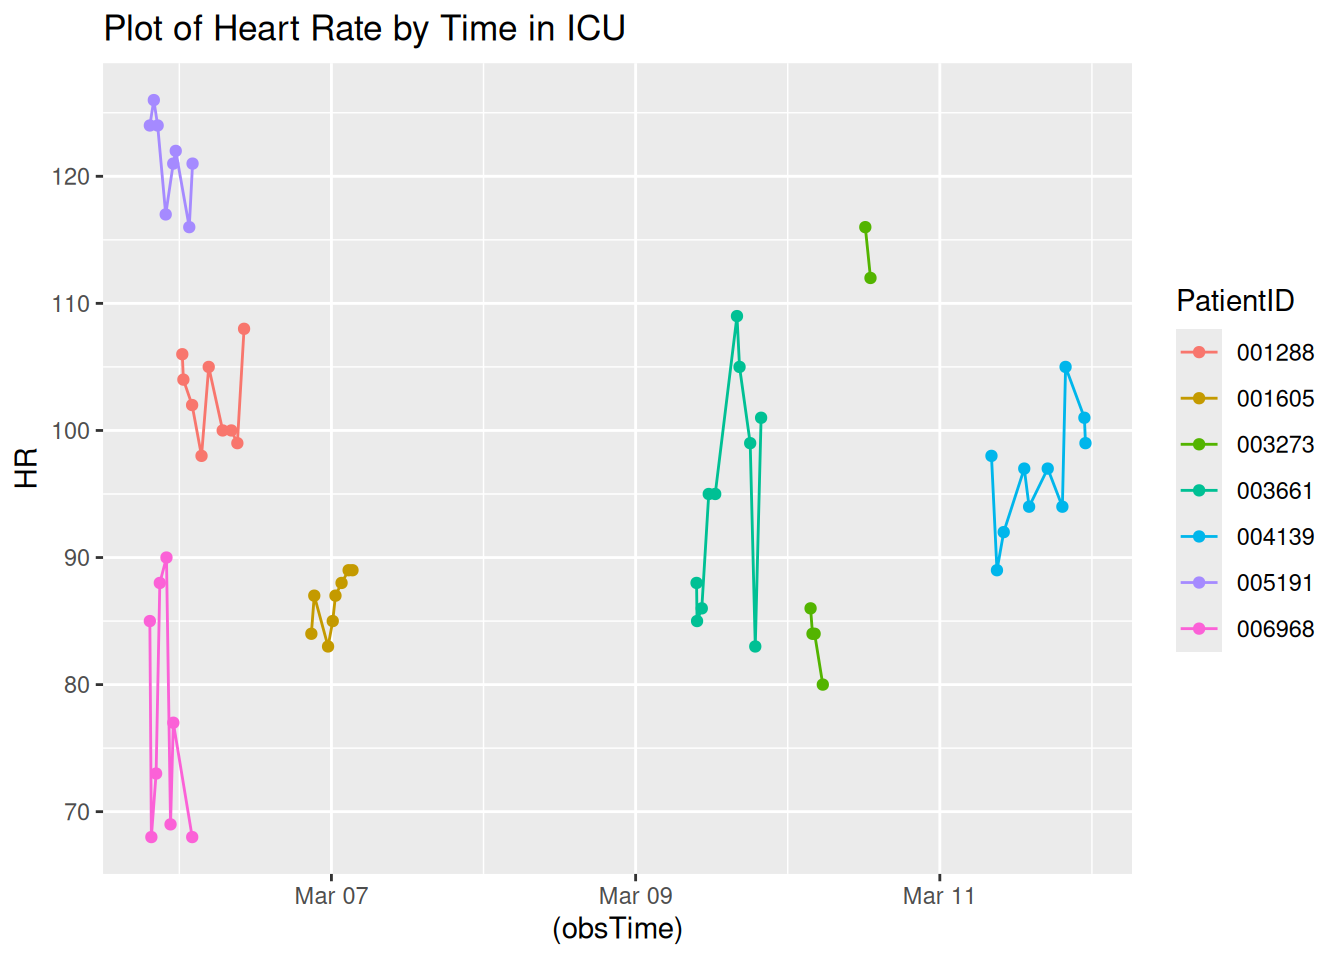 Plot of Heart Rate by Time in ICU
HR
120
110
100
90
80
70
Mar 07
Mar 09
Mar 11
(obsTime)
PatientID
001288
001605
003273
003661
004139
005191
006968